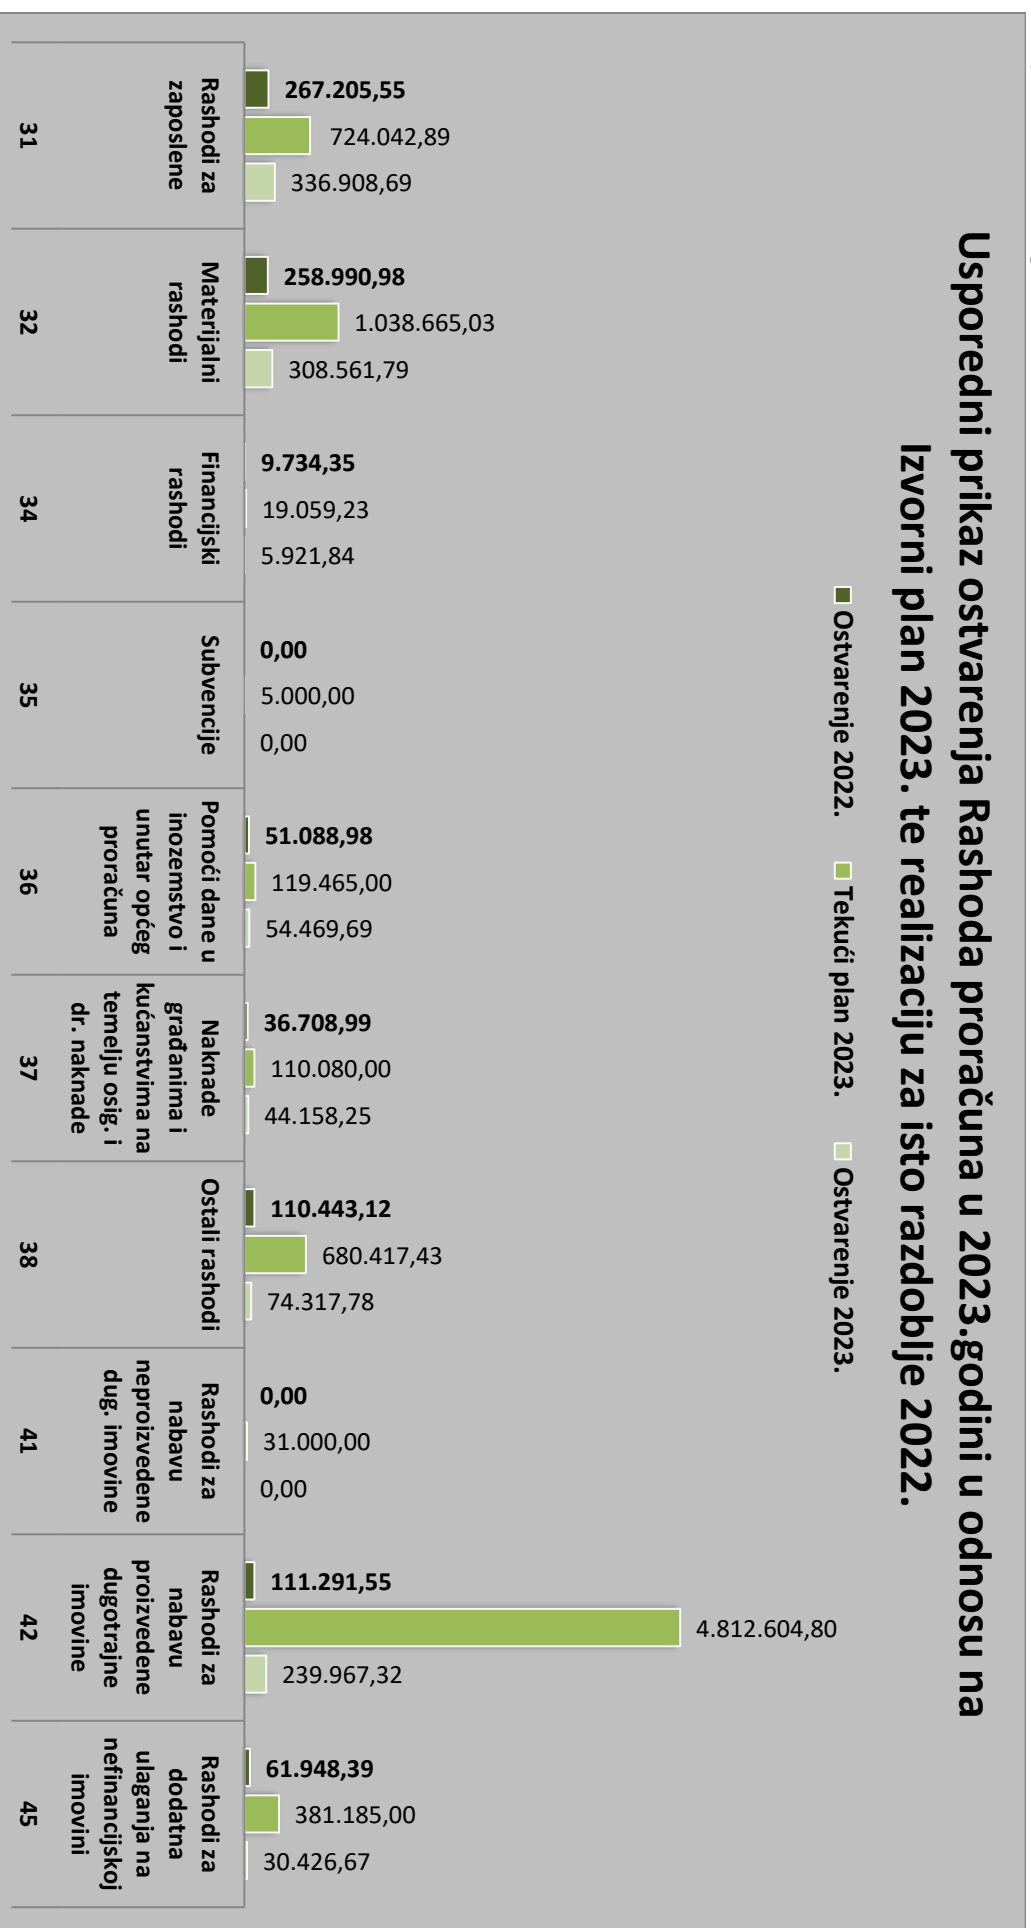 Usporedni prikaz ostvarenja Rashoda proračuna u 2023.godini u odnosu na
Izvorni plan 2023. te realizaciju za isto razdoblje 2022.
Ostvarenje 2022. Tekući plan 2023. Ostvarenje 2023.
267.205,55
724.042,89
336.908,69
258.990,98
1.038.665,03
308.561,79
9.734,35
19.059,23
5.921,84
0,00
5.000,00
0,00
51.088,98
119.465,00
54.469,69
36.708,99
110.080,00
44.158,25
110.443,12
680.417,43
74.317,78
0,00
31.000,00
0,00
111.291,55
4.812.604,80
239.967,32
61.948,39
381.185,00
30.426,67
Rashodi za
zaposlene
31
Materijalni
rashodi
32
Financijski
rashodi
34
Subvencije
35
Pomoći dane u
inozemstvo i
unutar općeg
proračuna
36
Naknade
građanima i
kućanstvima na
temelju osig. i
dr. naknade
37
Ostali rashodi
38
Rashodi za
nabavu
neproizvedene
dug. imovine
41
Rashodi za
nabavu
proizvedene
dugotrajne
imovine
42
Rashodi za
dodatna
ulaganja na
nefinancijskoj
imovini
45